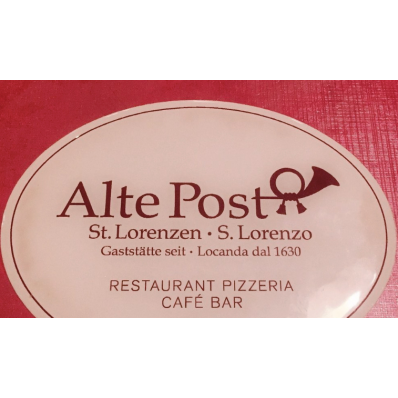 Alte Post
St. Lorenzen • S. Lorenzo
Gaststätte seit • Locanda dal 1630
RESTAURANT PIZZERIA
CAFÉ BAR